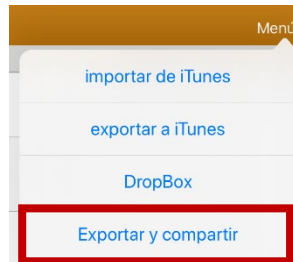 Menú
importar de iTunes
exportar a iTunes
DropBox
Exportar y compartir